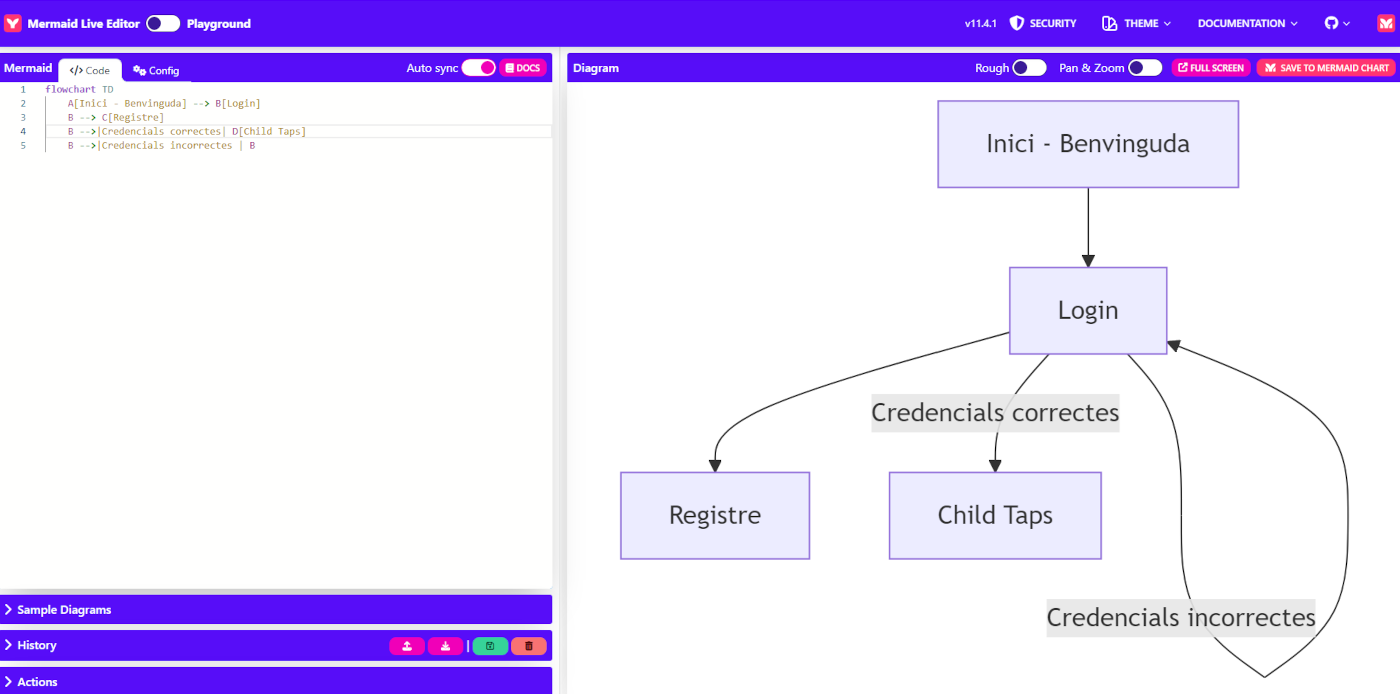 Mermaid Live Editor Playground v11.4.1 SECURITY THEME DOCUMENTATION
Mermaid </> Code Config Auto sync DOCS
1 flowchart TD
2 A[Inici - Benvinguda] --> B[Login]
3 B --> C[Registre]
4 B -->|Credencials correctes| D[Child Taps]
5 B -->|Credencials incorrectes | B
Sample Diagrams
History |
Actions
Diagram Rough Pan & Zoom FULL SCREEN SAVE TO MERMAID CHART
Inici - Benvinguda
Login
Credencials correctes
Registre
Child Taps
Credencials incorrectes